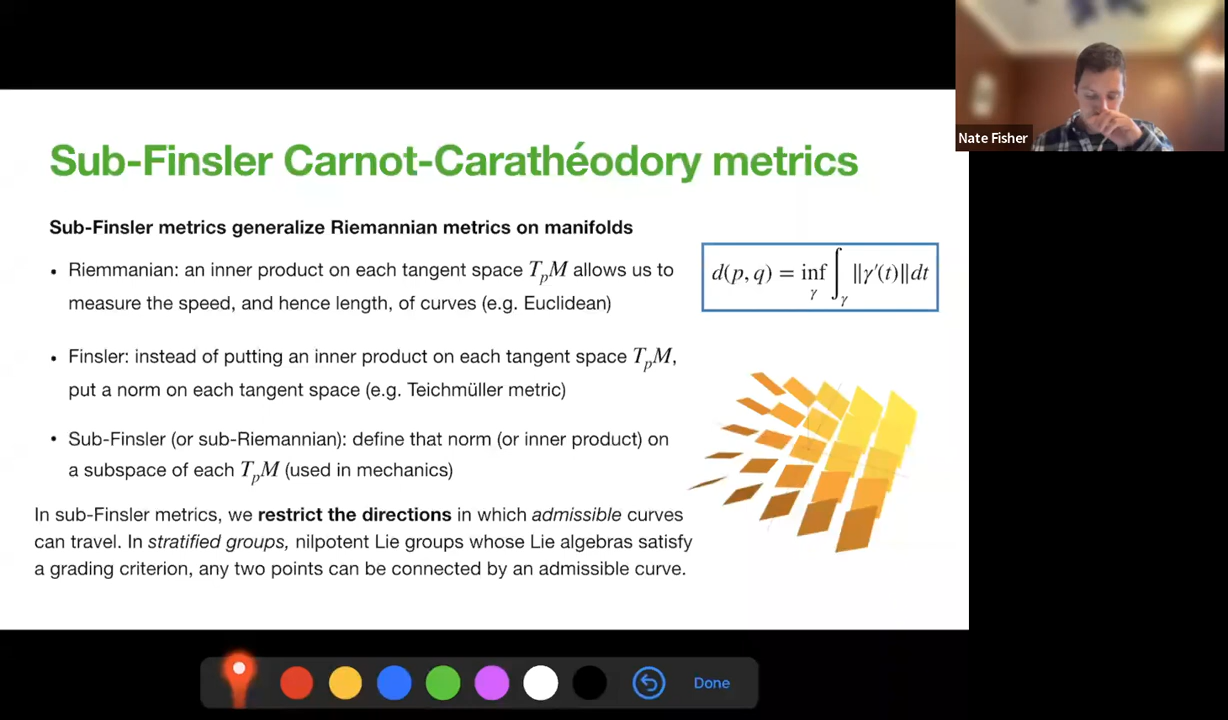 Sub-Finsler Carnot-Carathéodory metrics
Nate Fisher
Sub-Finsler metrics generalize Riemannian metrics on manifolds
• Riemmanian: an inner product on each tangent space T_pM allows us to
measure the speed, and hence length, of curves (e.g. Euclidean)
d(p, q) = inf_γ ∫_γ ||γ′(t)||dt
• Finsler: instead of putting an inner product on each tangent space T_pM,
put a norm on each tangent space (e.g. Teichmüller metric)
• Sub-Finsler (or sub-Riemannian): define that norm (or inner product) on
a subspace of each T_pM (used in mechanics)
In sub-Finsler metrics, we restrict the directions in which admissible curves
can travel. In stratified groups, nilpotent Lie groups whose Lie algebras satisfy
a grading criterion, any two points can be connected by an admissible curve.
Done